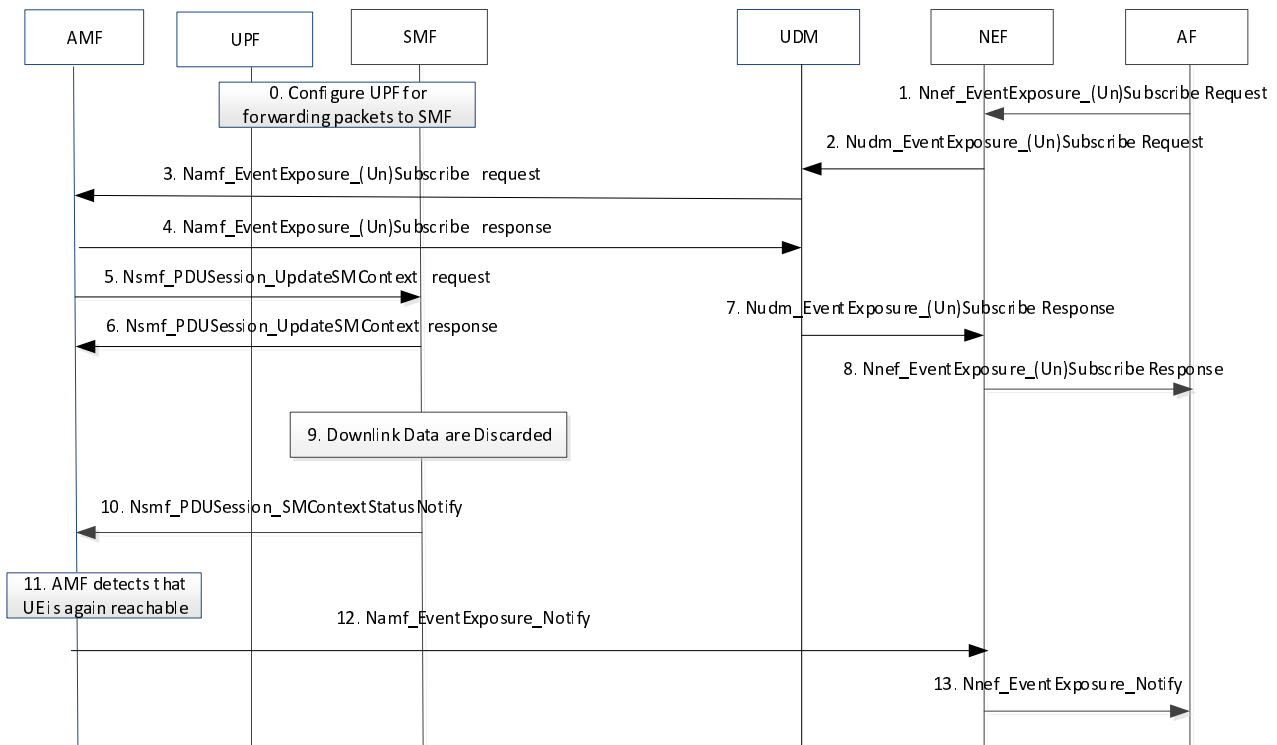 AMF
UPF
SMF
UDM
NEF
AF
0. Configure UPF for
forwarding packets to SMF
1. Nnef_EventExposure_(Un)Subscribe Request
2. Nudm_EventExposure_(Un)Subscribe Request
3. Namf_EventExposure_(Un)Subscribe request
4. Namf_EventExposure_(Un)Subscribe response
5. Nsmf_PDUSession_UpdateSMContext request
6. Nsmf_PDUSession_UpdateSMContext response
7. Nudm_EventExposure_(Un)Subscribe Response
8. Nnef_EventExposure_(Un)Subscribe Response
9. Downlink Data are Discarded
10. Nsmf_PDUSession_SMContextStatusNotify
11. AMF detects that
UE is again reachable
12. Namf_EventExposure_Notify
13. Nnef_EventExposure_Notify